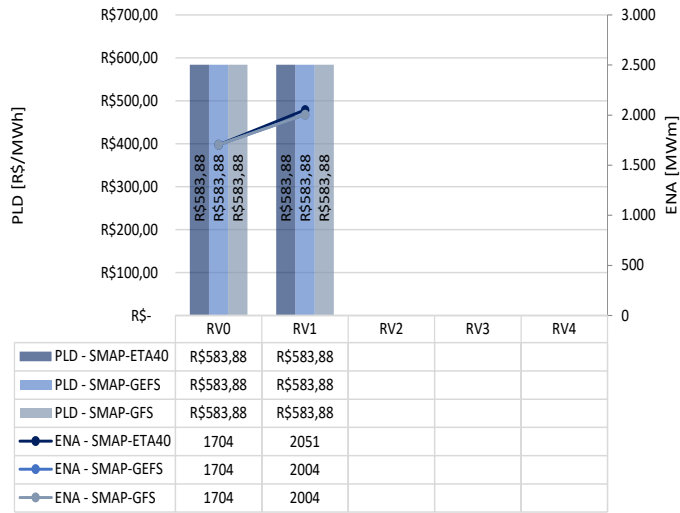 R$700,00
R$600,00
R$500,00
R$400,00
R$300,00
R$200,00
R$100,00
R$-
PLD [R$/MWh]
R$583,88
R$583,88
R$583,88
R$583,88
R$583,88
R$583,88
3.000
2.500
2.000
1.500
1.000
500
0
ENA [MWm]
RV0 RV1 RV2 RV3 RV4
PLD - SMAP-ETA40 R$583,88 R$583,88
PLD - SMAP-GEFS R$583,88 R$583,88
PLD - SMAP-GFS R$583,88 R$583,88
ENA - SMAP-ETA40 1704 2051
ENA - SMAP-GEFS 1704 2004
ENA - SMAP-GFS 1704 2004